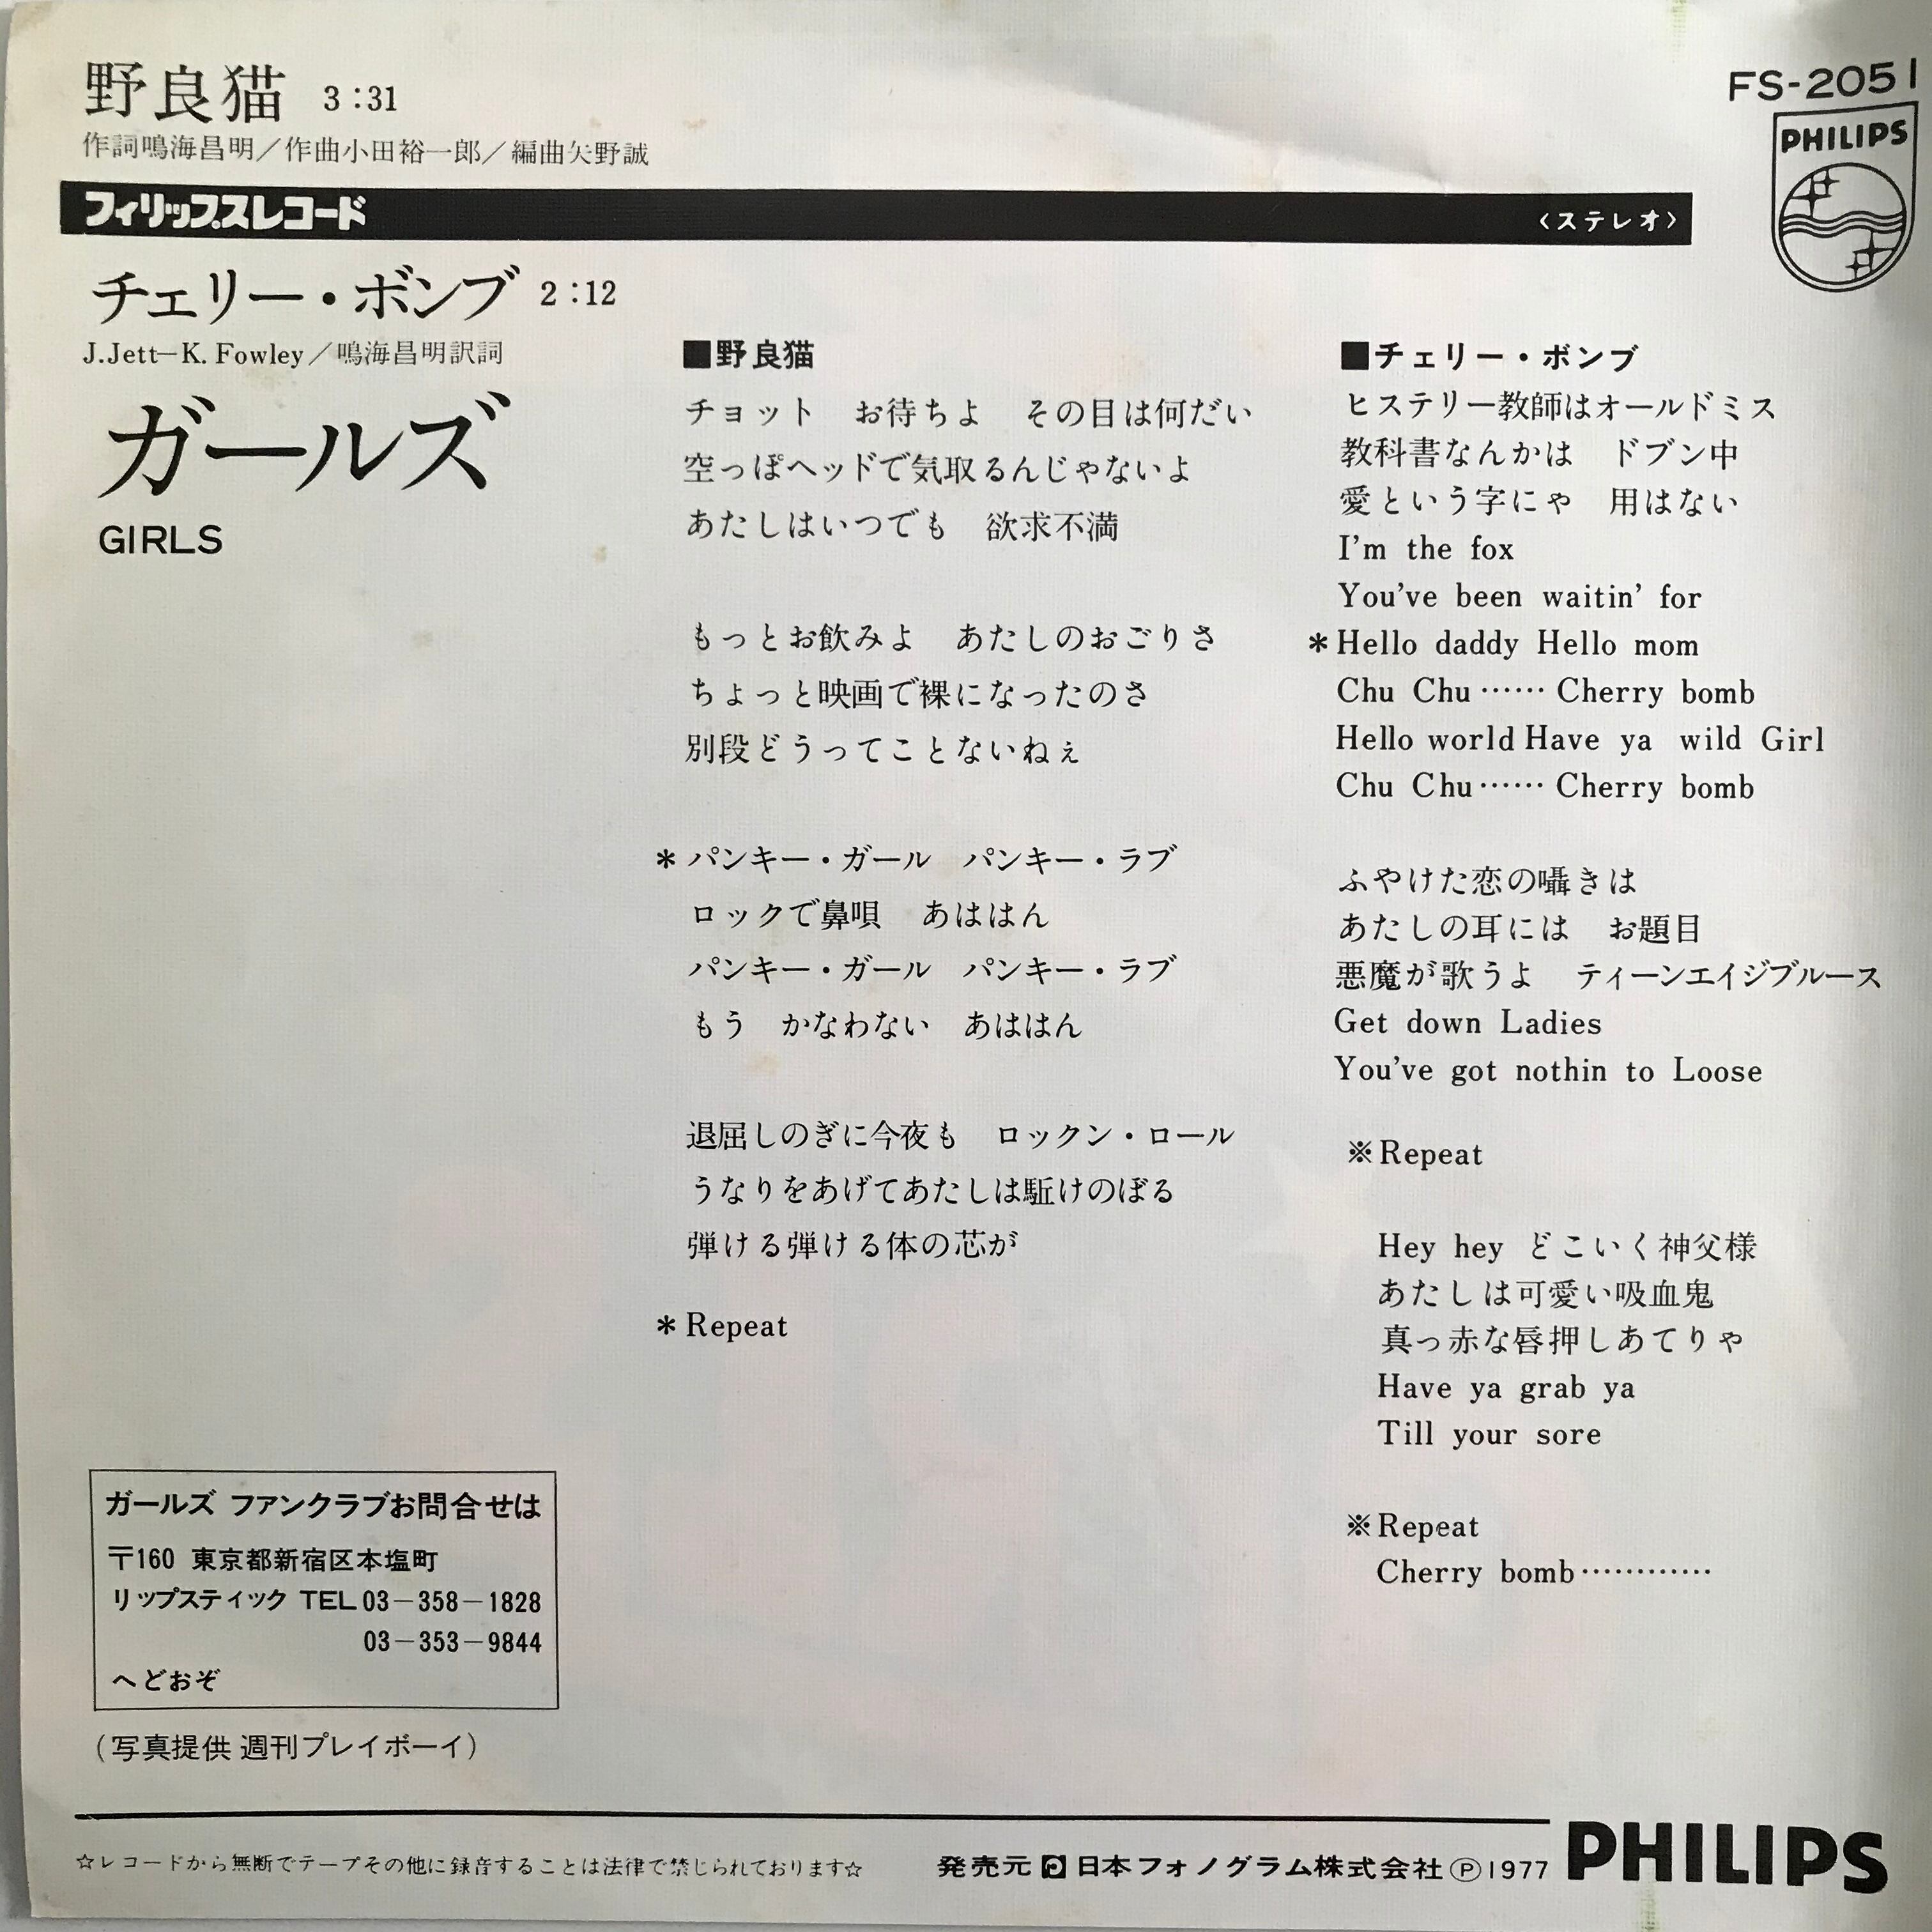 野良猫 3:31
作詞鳴海昌明／作曲小田裕一郎／編曲矢野誠
FS-2051
PHILIPS
フィリップスレコード 〈ステレオ〉
チェリー・ボンブ 2:12
J.Jett−K. Fowley／鳴海昌明訳詞
ガールズ
GIRLS
■野良猫
チョット　お待ちよ　その目は何だい
空っぽヘッドで気取るんじゃないよ
あたしはいつでも　欲求不満
もっとお飲みよ　あたしのおごりさ
ちょっと映画で裸になったのさ
別段どうってことないねぇ
＊パンキー・ガール　パンキー・ラブ
ロックで鼻唄　あははん
パンキー・ガール　パンキー・ラブ
もう　かなわない　あははん
退屈しのぎに今夜も　ロックン・ロール
うなりをあげてあたしは駈けのぼる
弾ける弾ける体の芯が
＊Repeat
■チェリー・ボンブ
ヒステリー教師はオールドミス
教科書なんかは　ドブン中
愛という字にゃ　用はない
I'm the fox
You've been waitin' for
＊Hello daddy Hello mom
Chu Chu⋯⋯Cherry bomb
Hello world Have ya wild Girl
Chu Chu⋯⋯Cherry bomb
ふやけた恋の囁きは
あたしの耳には　お題目
悪魔が歌うよ　ティーンエイジブルース
Get down Ladies
You've got nothin to Loose
※Repeat
Hey hey どこいく神父様
あたしは可愛い吸血鬼
真っ赤な唇押しあてりゃ
Have ya grab ya
Till your sore
※Repeat
Cherry bomb⋯⋯⋯⋯
ガールズ ファンクラブお問合せは
〒160 東京都新宿区本塩町
リップスティック TEL 03−358−1828
03−353−9844
へどおぞ
(写真提供 週刊プレイボーイ)
☆レコードから無断でテープその他に録音することは法律で禁じられております☆
発売元 日本フォノグラム株式会社 Ⓟ1977
PHILIPS